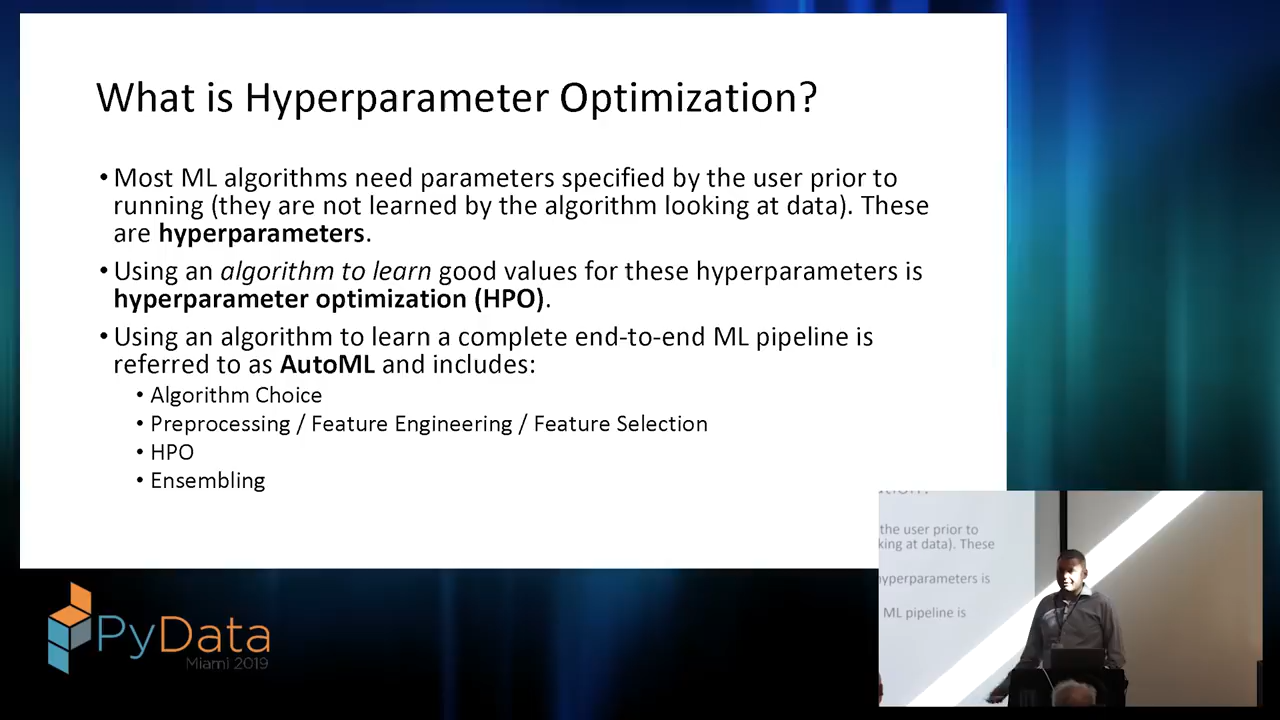 What is Hyperparameter Optimization?
• Most ML algorithms need parameters specified by the user prior to
running (they are not learned by the algorithm looking at data). These
are hyperparameters.
• Using an algorithm to learn good values for these hyperparameters is
hyperparameter optimization (HPO).
• Using an algorithm to learn a complete end-to-end ML pipeline is
referred to as AutoML and includes:
• Algorithm Choice
• Preprocessing / Feature Engineering / Feature Selection
• HPO
• Ensembling
the user prior to
king at data). These
hyperparameters is
ML pipeline is
PyData
Miami 2019